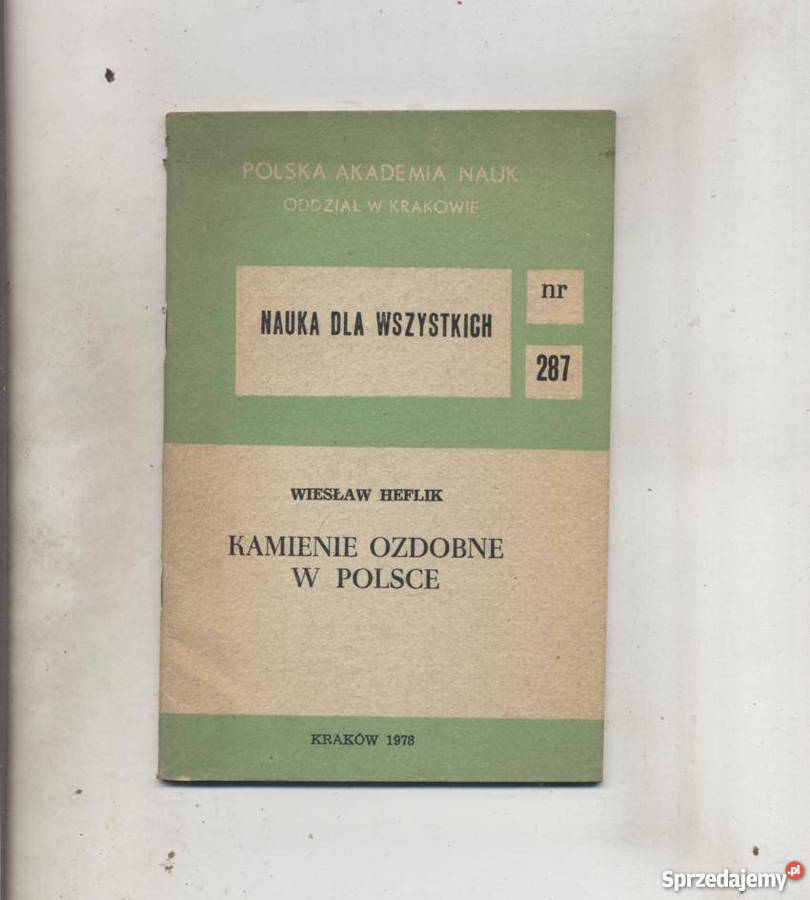 POLSKA AKADEMIA NAUK
ODDZIAŁ W KRAKOWIE
NAUKA DLA WSZYSTKICH
nr
287
WIESŁAW HEFLIK
KAMIENIE OZDOBNE
W POLSCE
KRAKÓW 1978
Sprzedajemy.pl